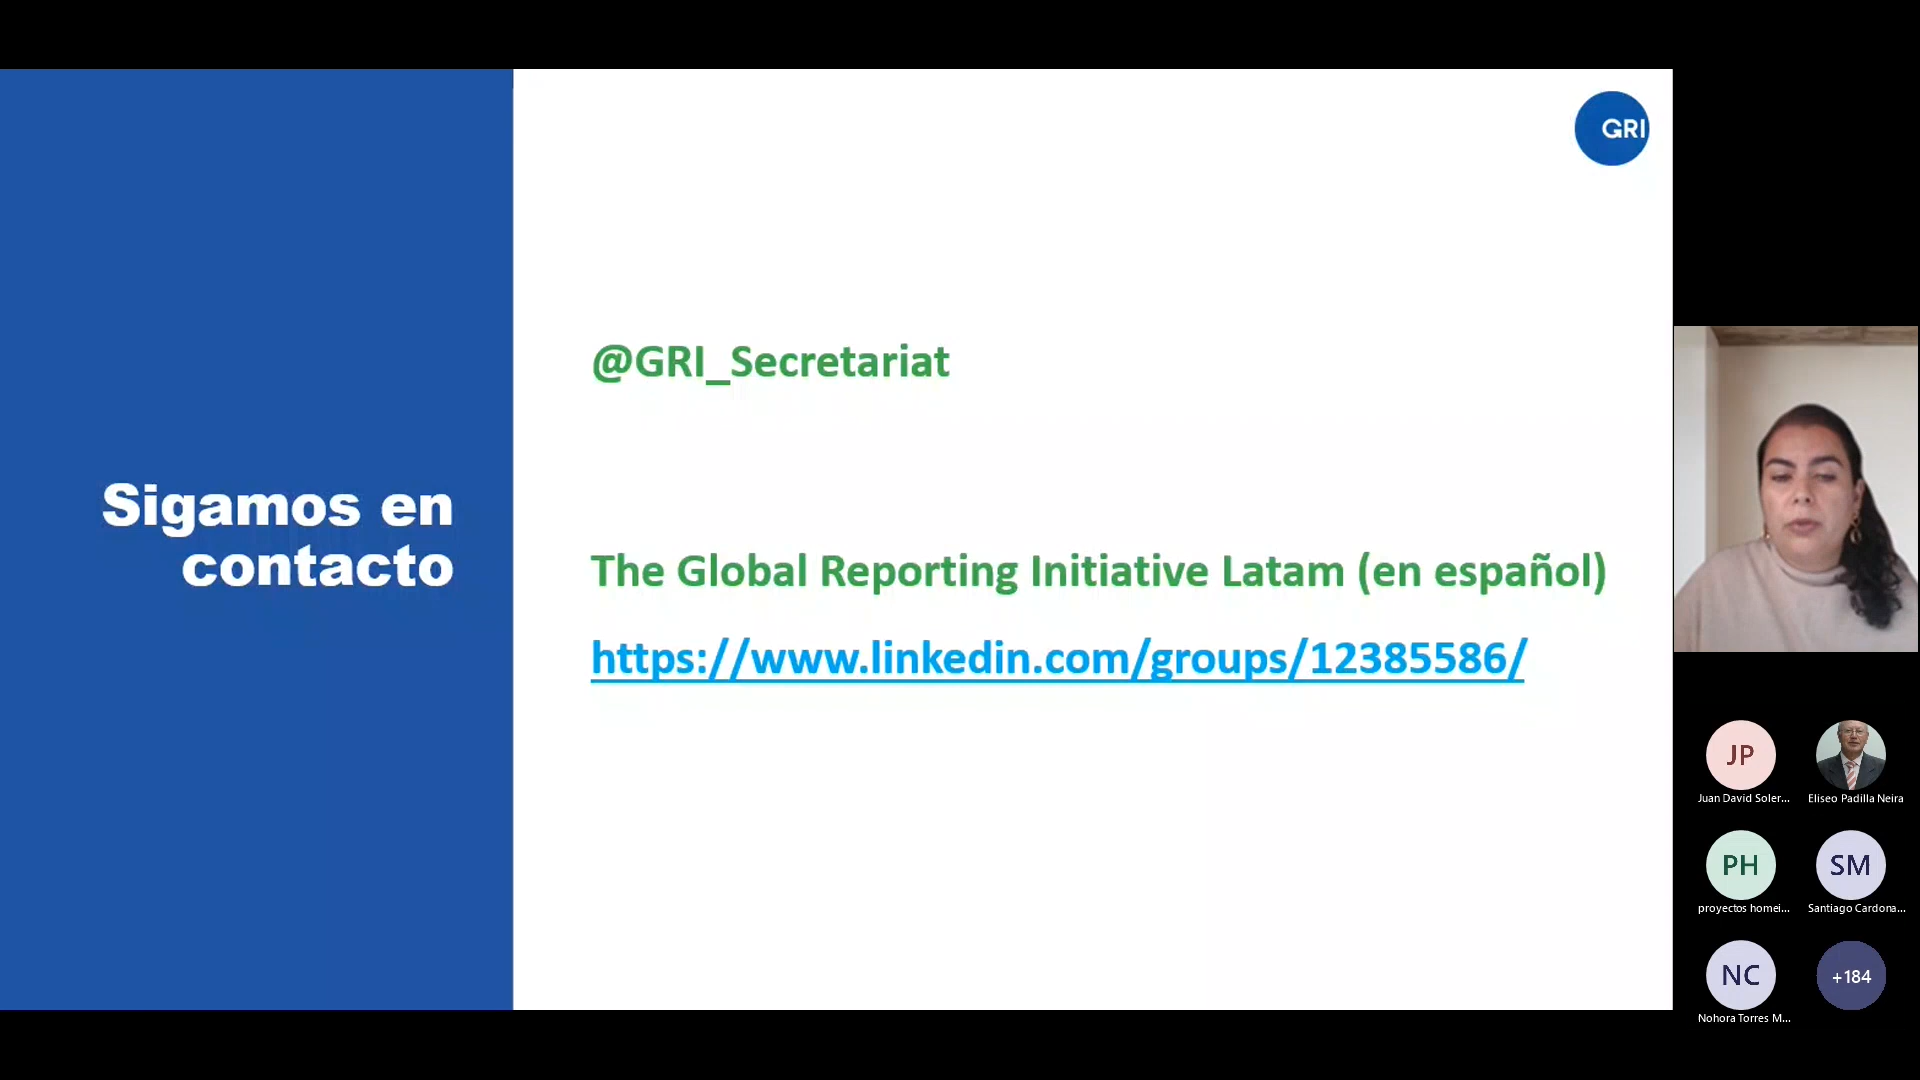 GRI
Sigamos en
contacto
@GRI_Secretariat
The Global Reporting Initiative Latam (en español)
https://www.linkedin.com/groups/12385586/
JP
Juan David Soler...
Eliseo Padilla Neira
PH
proyectos homei...
SM
Santiago Cardona...
NC
Nohora Torres M...
+184